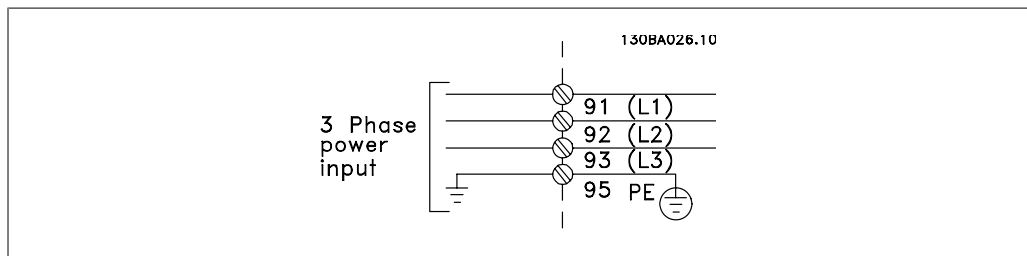 130BA026.10
3 Phase
power
input
91 (L1)
92 (L2)
93 (L3)
95 PE